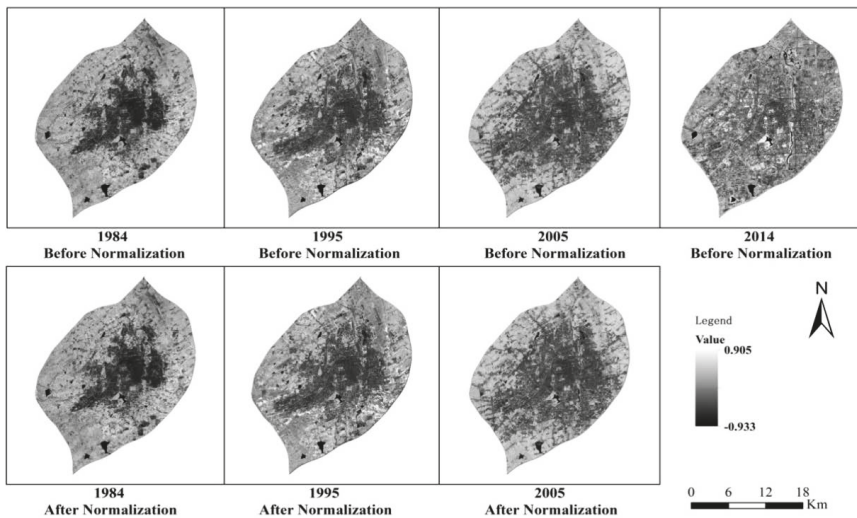 1984
Before Normalization
1995
Before Normalization
2005
Before Normalization
2014
Before Normalization
1984
After Normalization
1995
After Normalization
2005
After Normalization
N
Legend
Value
0.905
-0.933
0 6 12 18
Km